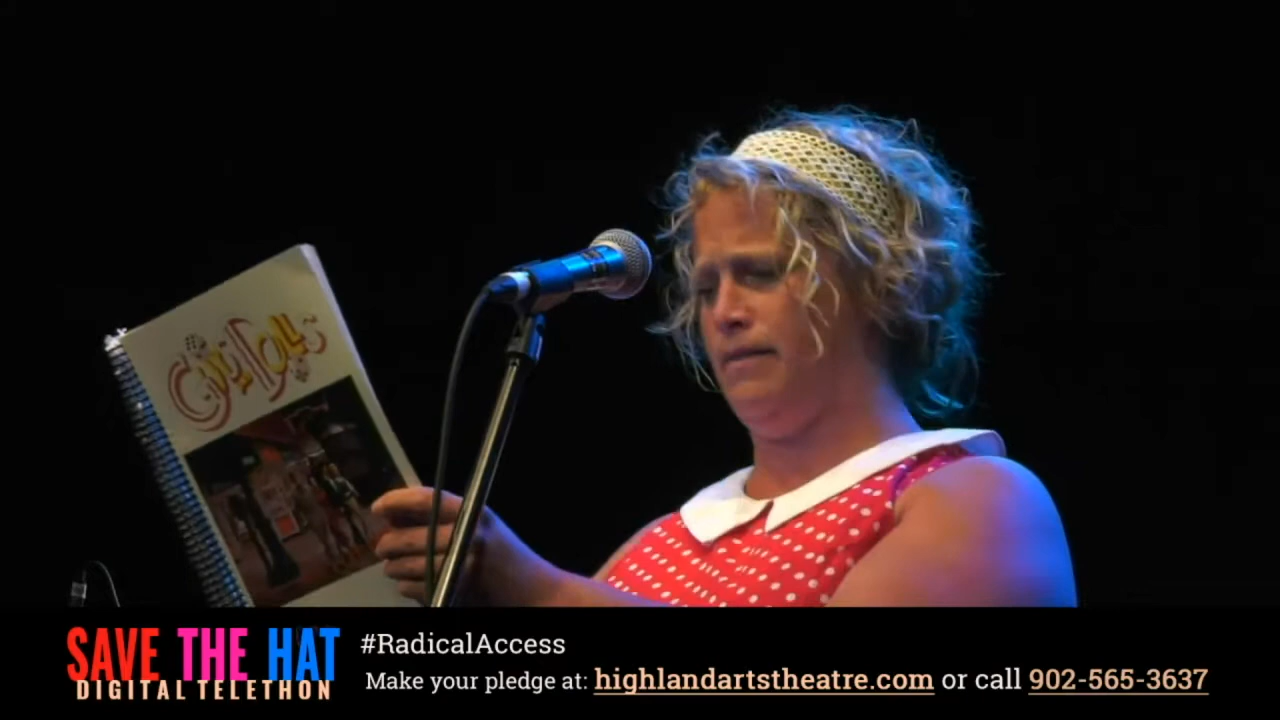 SAVE THE HAT
DIGITAL TELETHON
#RadicalAccess
Make your pledge at: highlandartstheatre.com or call 902-565-3637